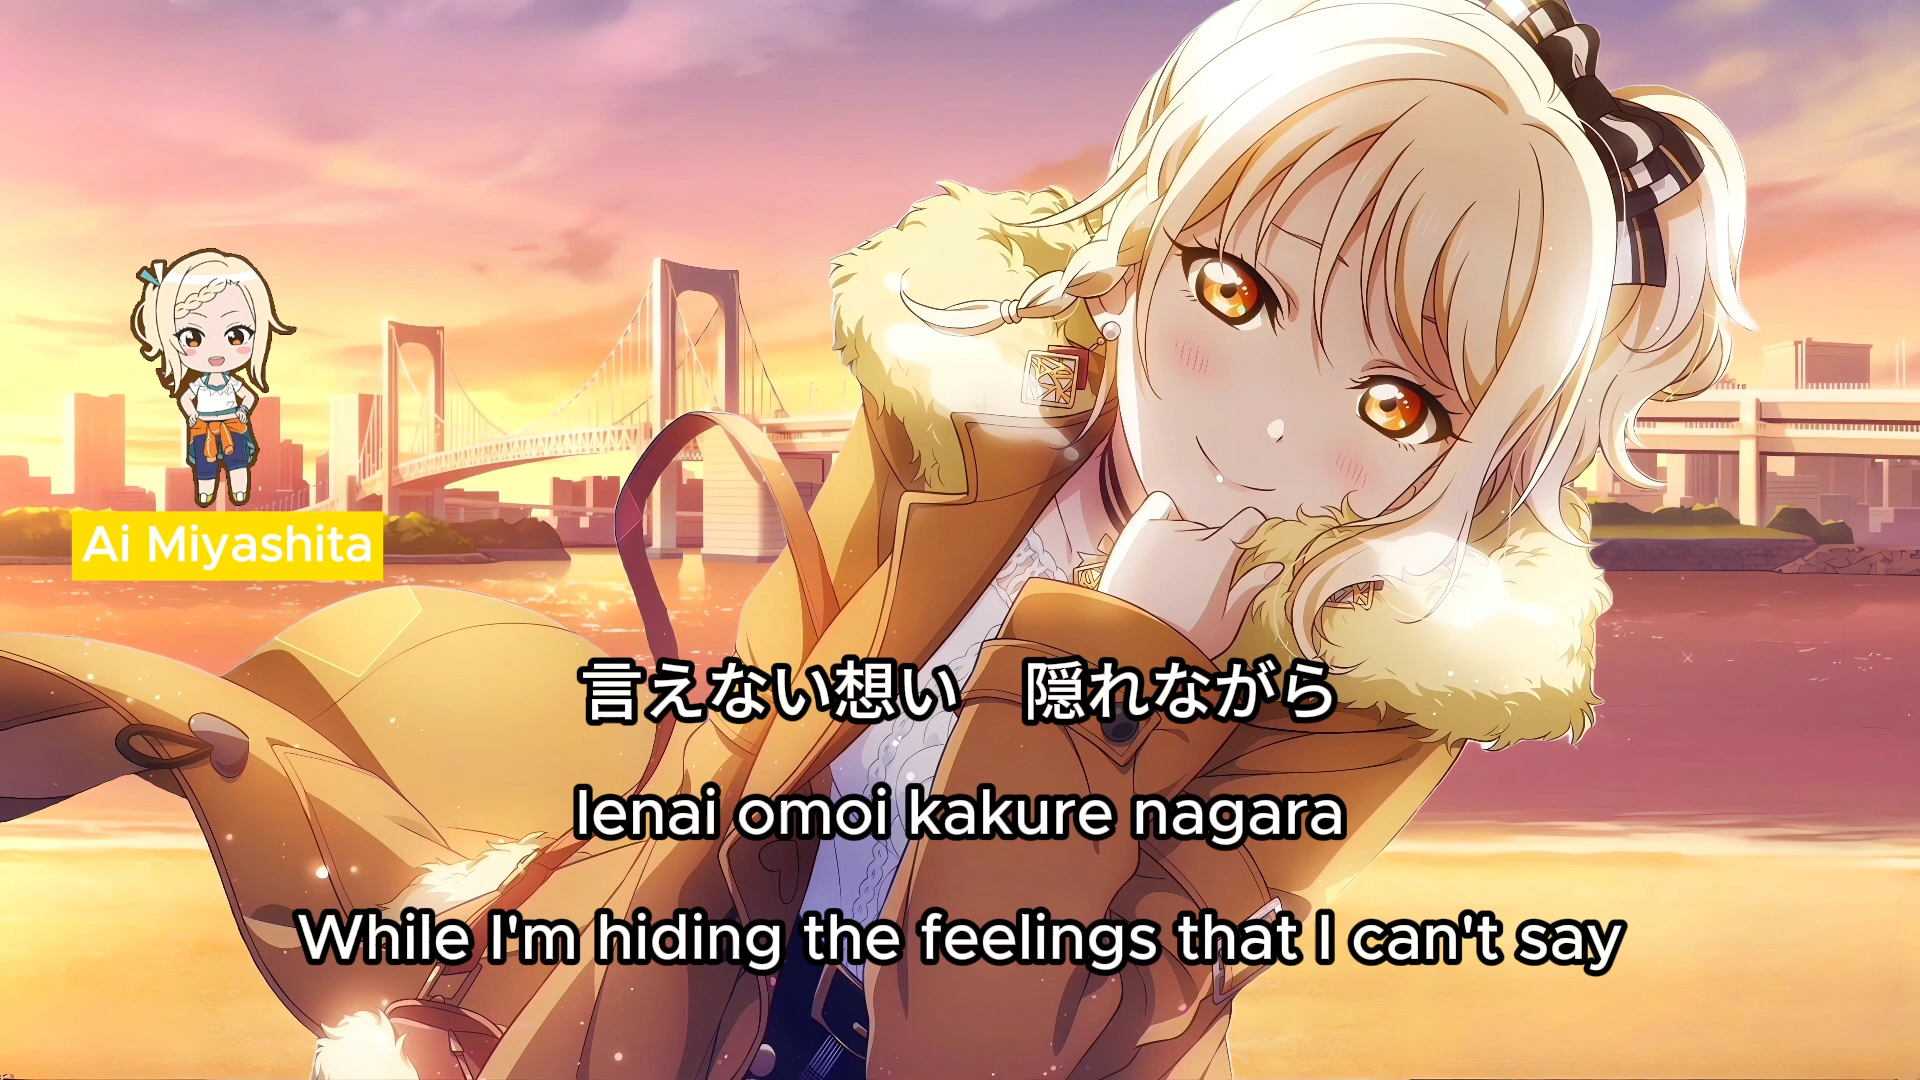 Ai Miyashita
言えない想い　隠れながら
Ienai omoi kakure nagara
While I'm hiding the feelings that I can't say